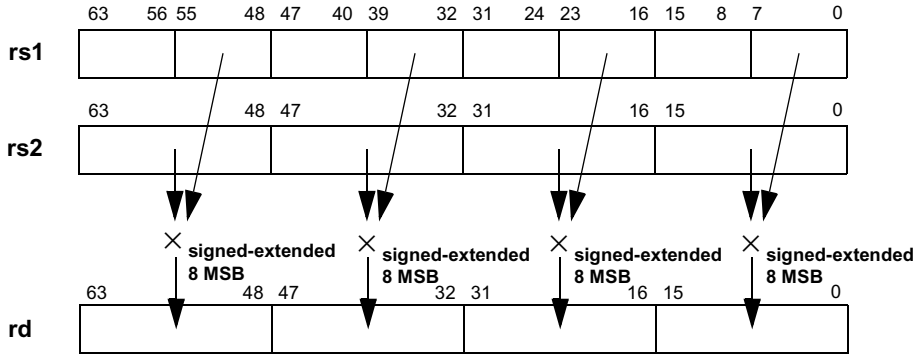 63 56 55 48 47 40 39 32 31 24 23 16 15 8 7 0
rs1
63 48 47 32 31 16 15 0
rs2
× signed-extended × signed-extended × signed-extended × signed-extended
8 MSB 8 MSB 8 MSB 8 MSB
63 48 47 32 31 16 15 0
rd